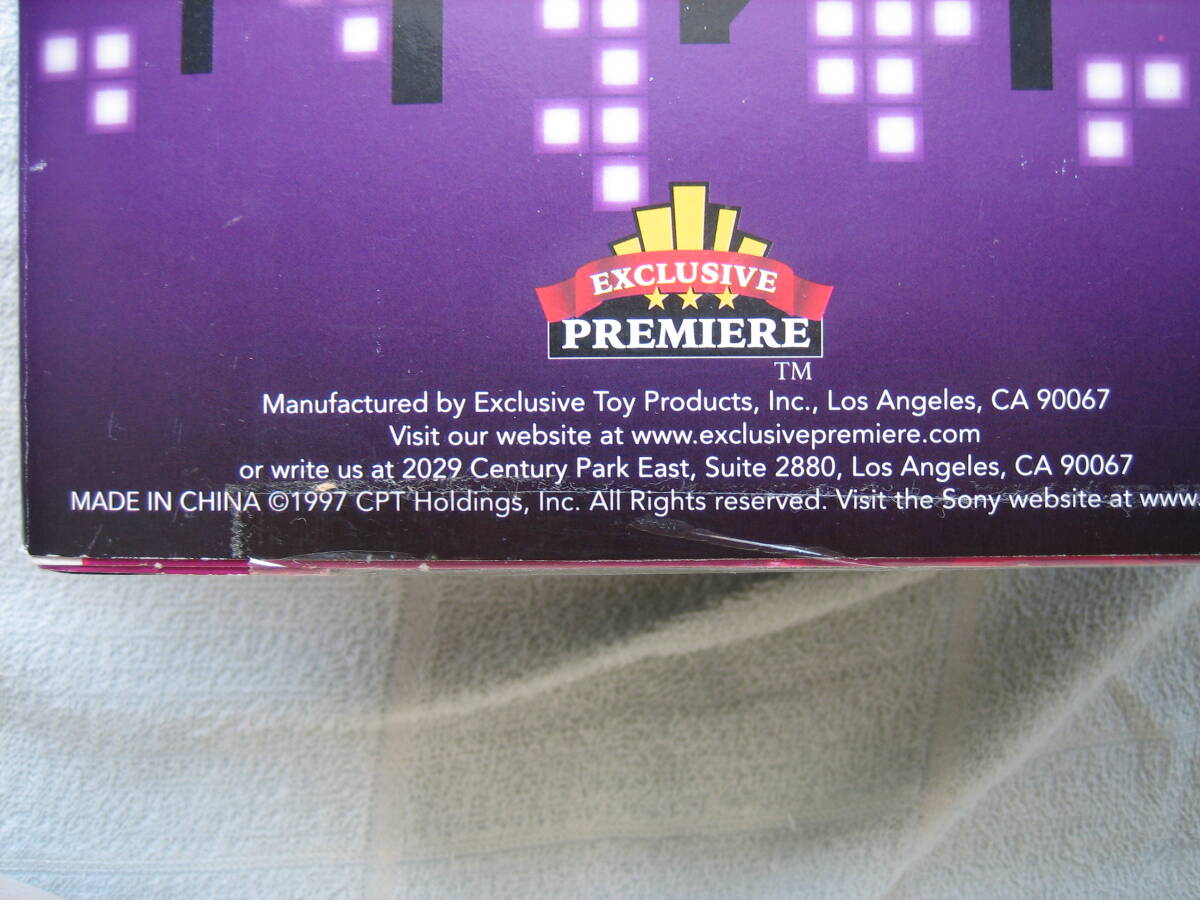 EXCLUSIVE
PREMIERE
TM
Manufactured by Exclusive Toy Products, Inc., Los Angeles, CA 90067
Visit our website at www.exclusivepremiere.com
or write us at 2029 Century Park East, Suite 2880, Los Angeles, CA 90067
MADE IN CHINA ©1997 CPT Holdings, Inc. All Rights reserved. Visit the Sony website at www.